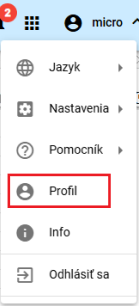 2
micro
Jazyk
Nastavenia
Pomocník
Profil
Info
Odhlásiť sa